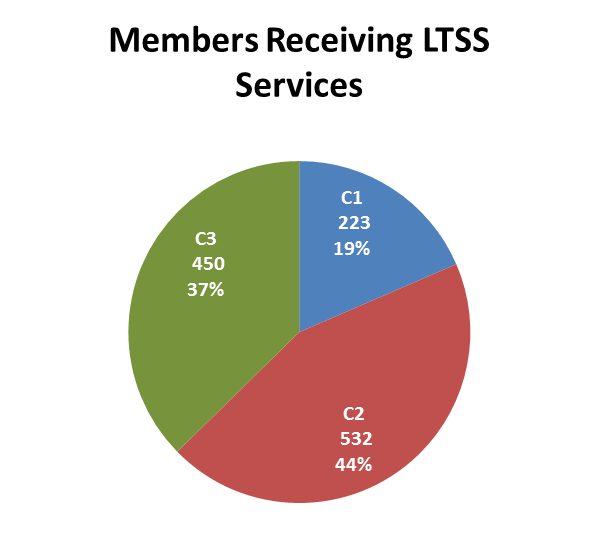 Members Receiving LTSS
Services
C1
223
19%
C3
450
37%
C2
532
44%